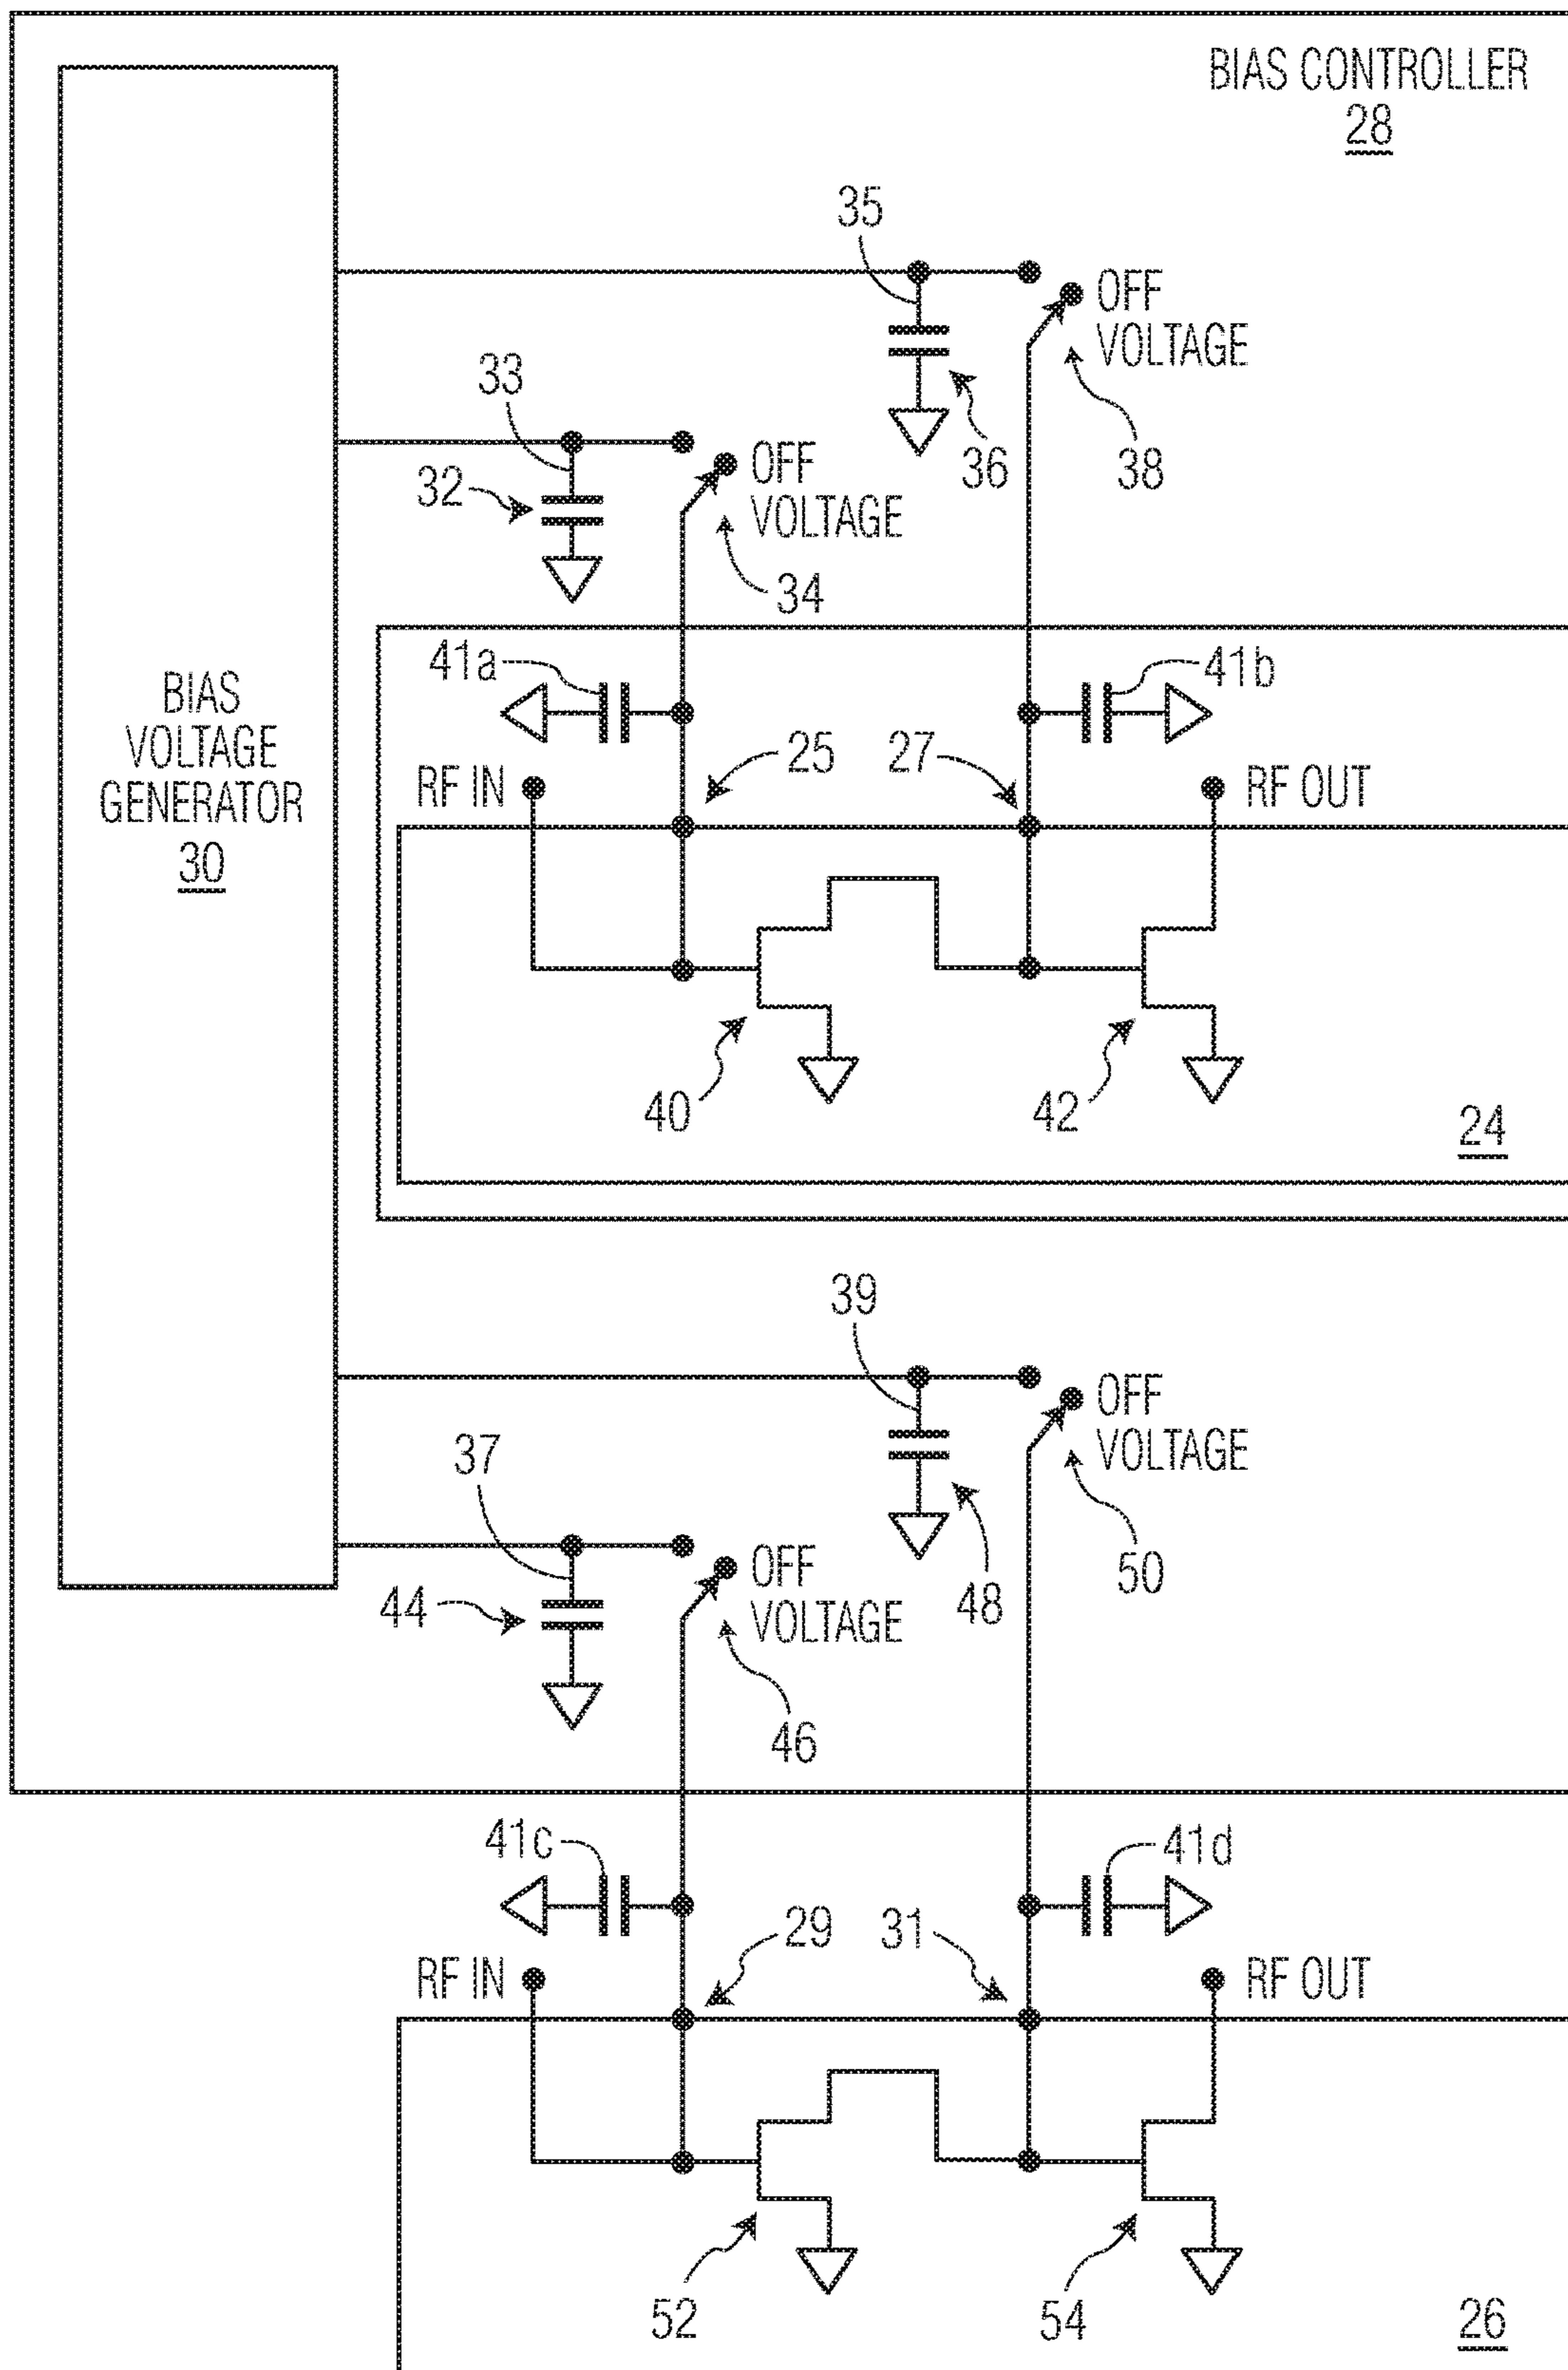 BIAS CONTROLLER
28
35
OFF
VOLTAGE
33
32
36
38
OFF
VOLTAGE
34
41a
41b
BIAS
VOLTAGE
GENERATOR
30
25
27
RF IN
RF OUT
40
42
24
39
OFF
VOLTAGE
37
50
OFF
VOLTAGE
44
48
46
41c
41d
29
31
RF IN
RF OUT
52
54
26